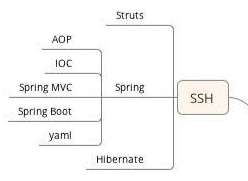 Struts
AOP
IOC
Spring MVC
Spring
SSH
Spring Boot
yaml
Hibernate